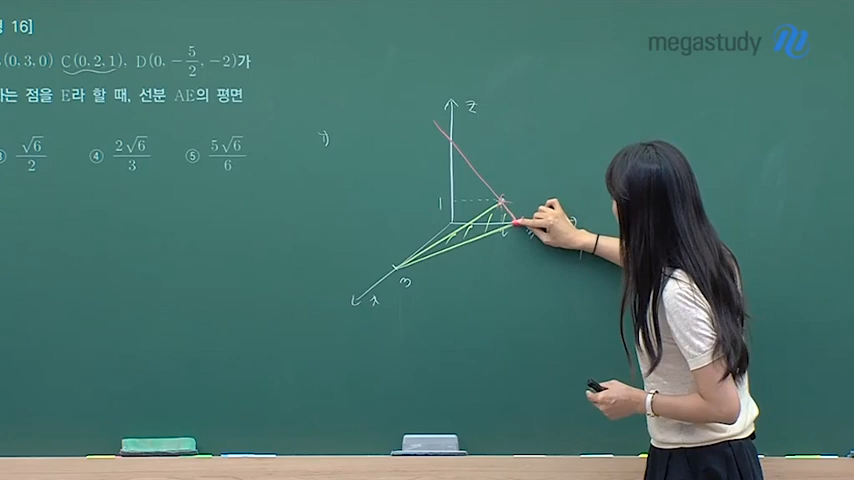 16]
megastudy
(0,3,0) C(0,2,1), D(0, -5/2, -2)가
는 점을 E라 할 때, 선분 AE의 평면
√6/2 ④ 2√6/3 ⑤ 5√6/6
z
1
3
x